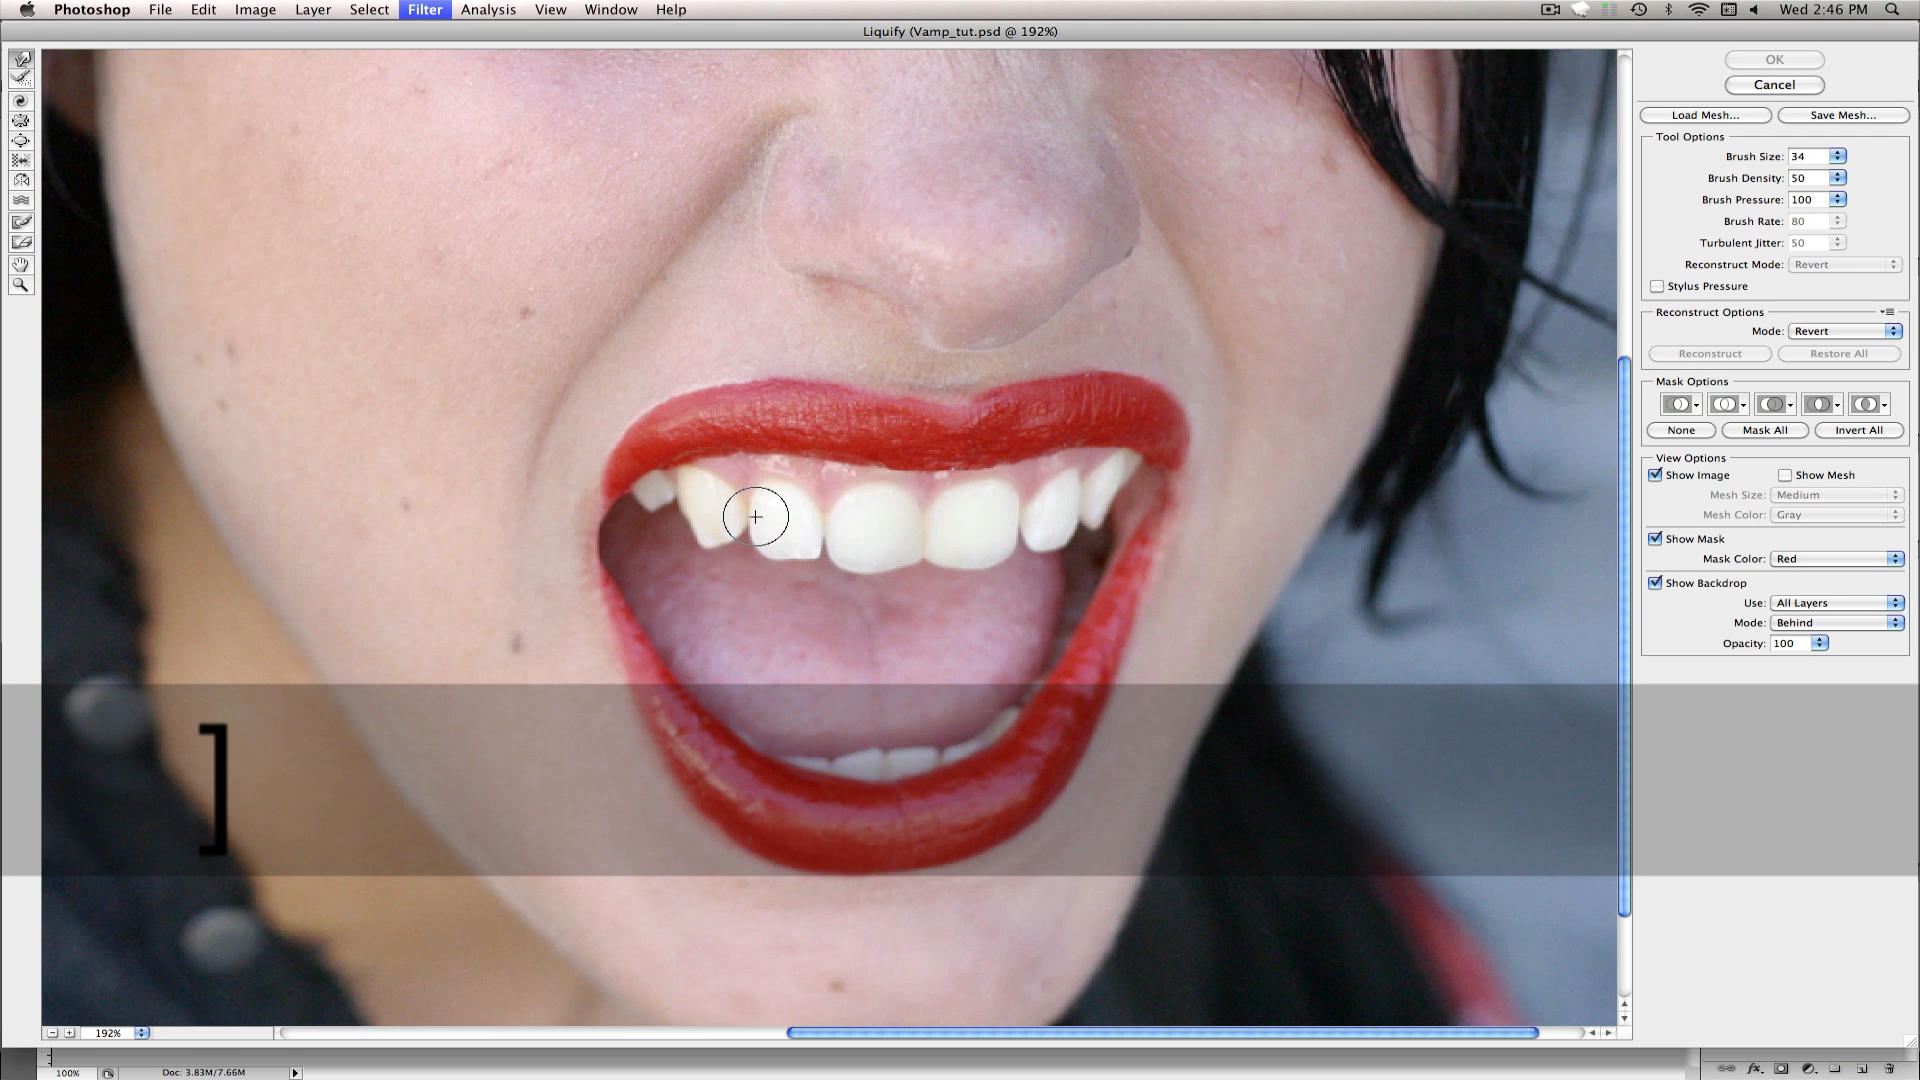 Photoshop File Edit Image Layer Select Filter Analysis View Window Help Wed 2:46 PM
Liquify (Vamp_tut.psd @ 192%)
OK
Cancel
Load Mesh... Save Mesh...
Tool Options
Brush Size: 34
Brush Density: 50
Brush Pressure: 100
Brush Rate: 80
Turbulent Jitter: 50
Reconstruct Mode: Revert
Stylus Pressure
Reconstruct Options
Mode: Revert
Reconstruct Restore All
Mask Options
None Mask All Invert All
View Options
Show Image Show Mesh
Mesh Size: Medium
Mesh Color: Gray
Show Mask
Mask Color: Red
Show Backdrop
Use: All Layers
Mode: Behind
Opacity: 100
]
192%
100% Doc: 3.83M/7.66M
fx.